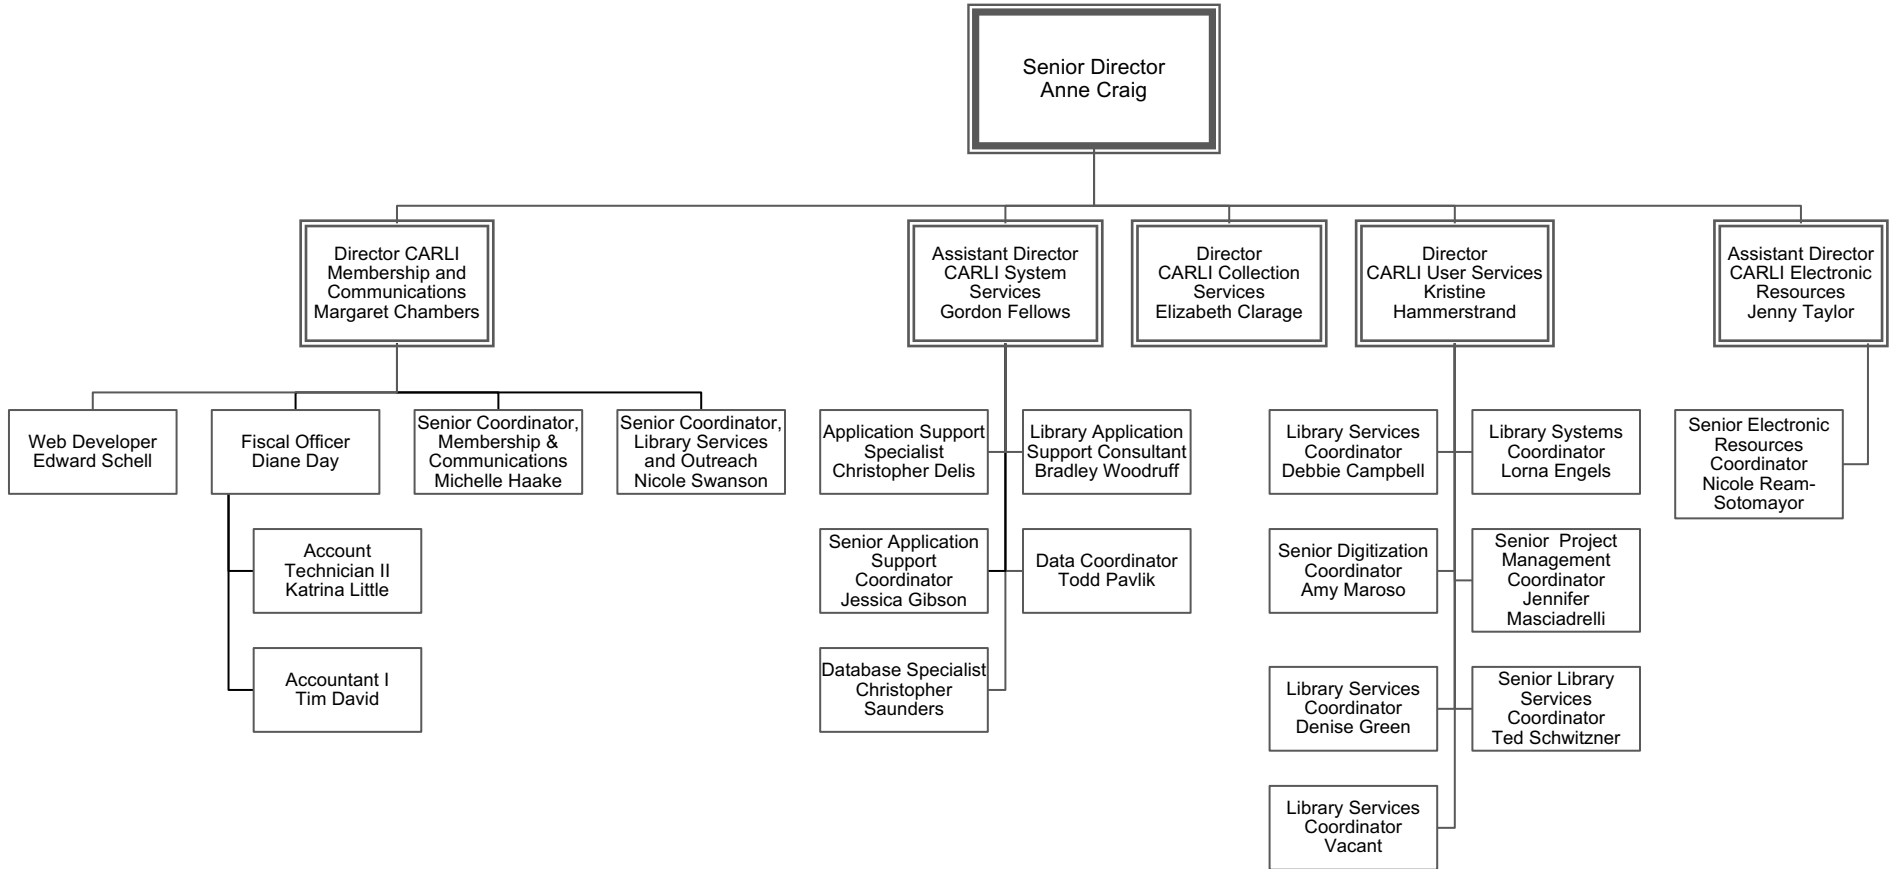 Senior Director
Anne Craig
Director CARLI
Membership and
Communications
Margaret Chambers
Assistant Director
CARLI System
Services
Gordon Fellows
Director
CARLI Collection
Services
Elizabeth Clarage
Director
CARLI User Services
Kristine
Hammerstrand
Assistant Director
CARLI Electronic
Resources
Jenny Taylor
Web Developer
Edward Schell
Fiscal Officer
Diane Day
Senior Coordinator,
Membership &
Communications
Michelle Haake
Senior Coordinator,
Library Services
and Outreach
Nicole Swanson
Application Support
Specialist
Christopher Delis
Library Application
Support Consultant
Bradley Woodruff
Library Services
Coordinator
Debbie Campbell
Library Systems
Coordinator
Lorna Engels
Senior Electronic
Resources
Coordinator
Nicole Ream-
Sotomayor
Account
Technician II
Katrina Little
Senior Application
Support
Coordinator
Jessica Gibson
Data Coordinator
Todd Pavlik
Senior Digitization
Coordinator
Amy Maroso
Senior Project
Management
Coordinator
Jennifer
Masciadrelli
Accountant I
Tim David
Database Specialist
Christopher
Saunders
Library Services
Coordinator
Denise Green
Senior Library
Services
Coordinator
Ted Schwitzner
Library Services
Coordinator
Vacant